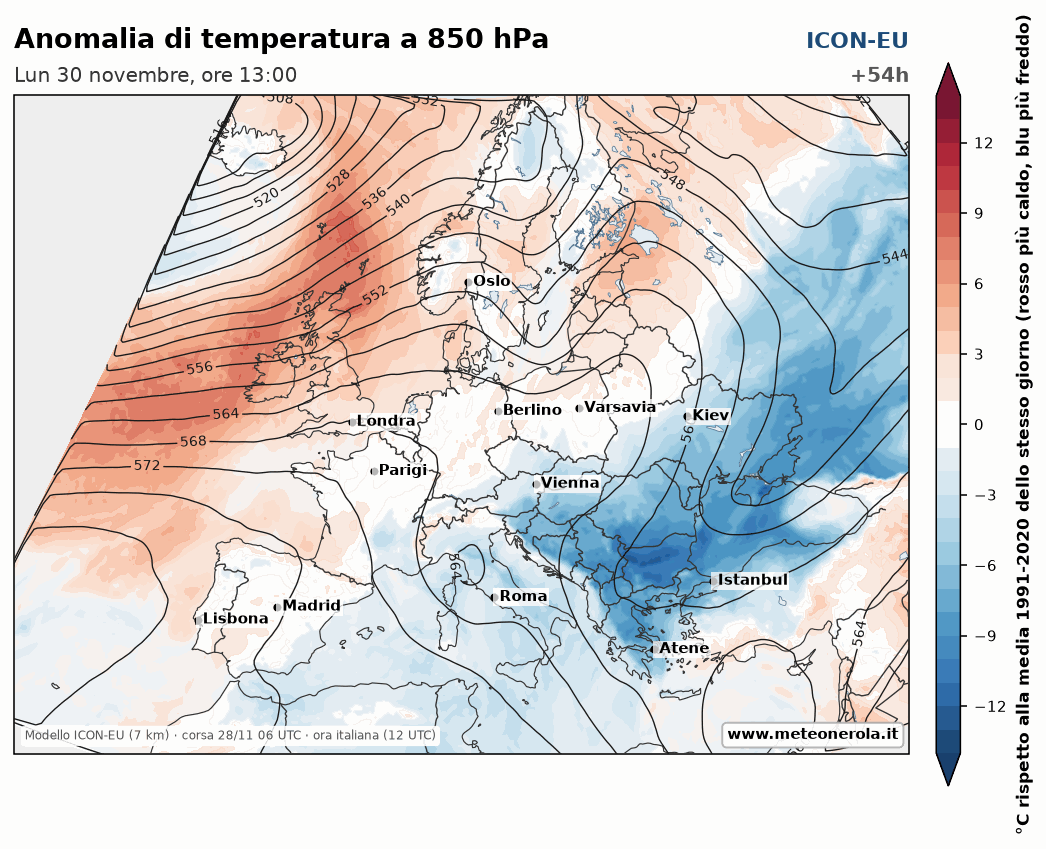 Anomalia di temperatura a 850 hPa
ICON-EU
Lun 30 novembre, ore 13:00
+54h
508
532
516
520
528
536
540
548
544
552
556
564
568
572
564
564
Oslo
Londra
Berlino
Varsavia
Kiev
Parigi
Vienna
Roma
Istanbul
Madrid
Lisbona
Atene
Modello ICON-EU (7 km) · corsa 28/11 06 UTC · ora italiana (12 UTC)
www.meteonerola.it
12
9
6
3
0
−3
−6
−9
−12
°C rispetto alla media 1991-2020 dello stesso giorno (rosso più caldo, blu più freddo)